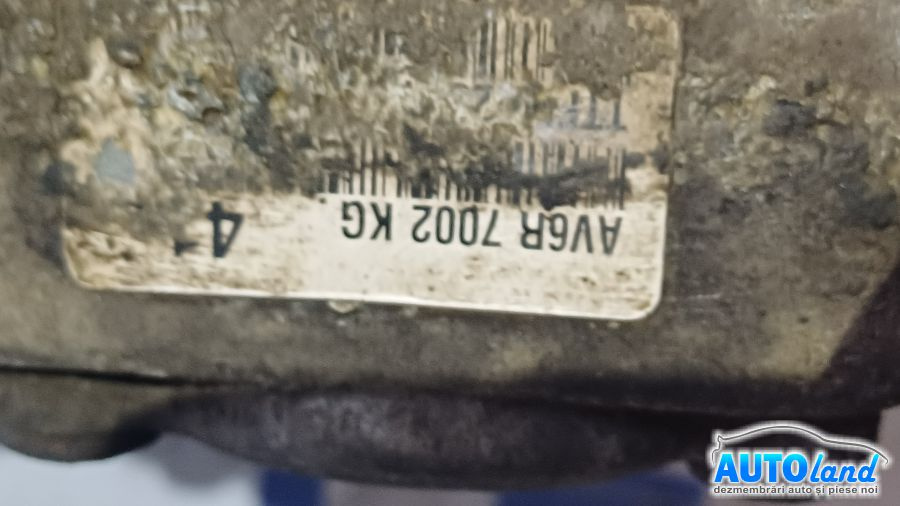 AV6R 7002 KG
4
AUTOland
dezmembrări auto și piese noi